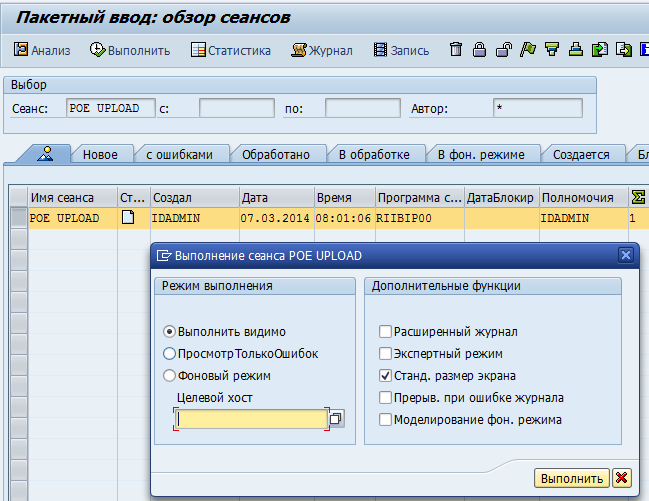 Пакетный ввод: обзор сеансов
Анализ Выполнить Статистика Журнал Запись
Выбор
Сеанс: POE UPLOAD с: по: Автор: *
Новое с ошибками Обработано В обработке В фон. режиме Создается
Имя сеанса Ст... Создал Дата Время Программа с... ДатаБлокир Полномочия
POE UPLOAD IDADMIN 07.03.2014 08:01:06 RIIBIP00 IDADMIN 1
Выполнение сеанса POE UPLOAD
Режим выполнения
Выполнить видимо
ПросмотрТолькоОшибок
Фоновый режим
Целевой хост
Дополнительные функции
Расширенный журнал
Экспертный режим
Станд. размер экрана
Прерыв. при ошибке журнала
Моделирование фон. режима
Выполнить